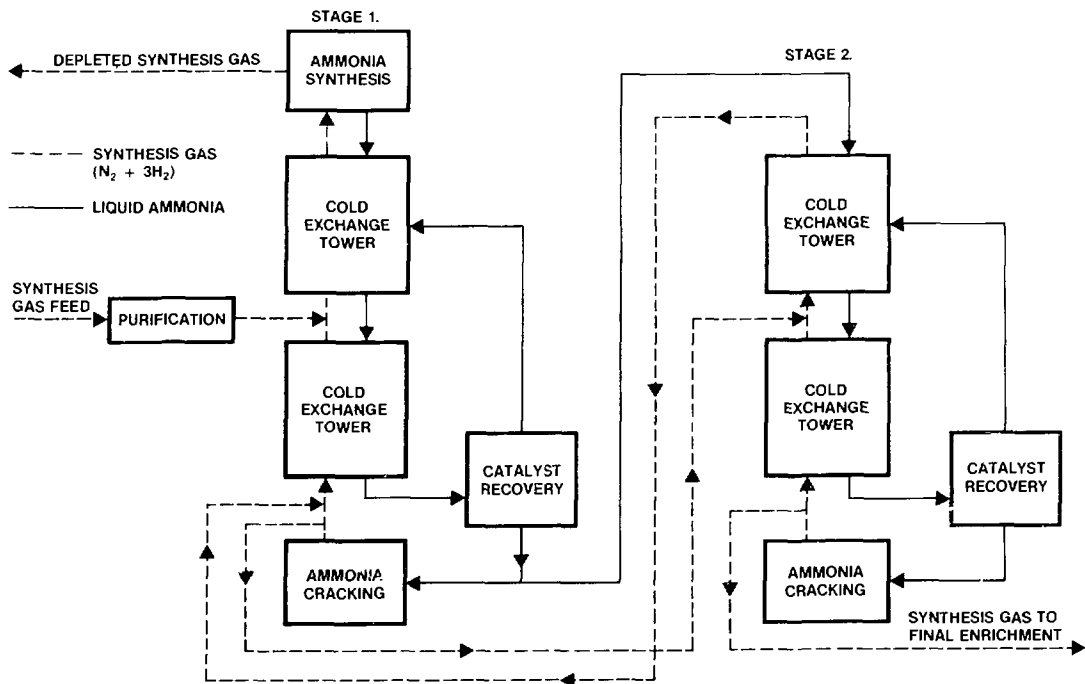 STAGE 1.
DEPLETED SYNTHESIS GAS
AMMONIA
SYNTHESIS
STAGE 2.
SYNTHESIS GAS
(N₂ + 3H₂)
LIQUID AMMONIA
COLD
EXCHANGE
TOWER
COLD
EXCHANGE
TOWER
SYNTHESIS
GAS FEED
PURIFICATION
COLD
EXCHANGE
TOWER
COLD
EXCHANGE
TOWER
CATALYST
RECOVERY
CATALYST
RECOVERY
AMMONIA
CRACKING
AMMONIA
CRACKING
SYNTHESIS GAS TO
FINAL ENRICHMENT